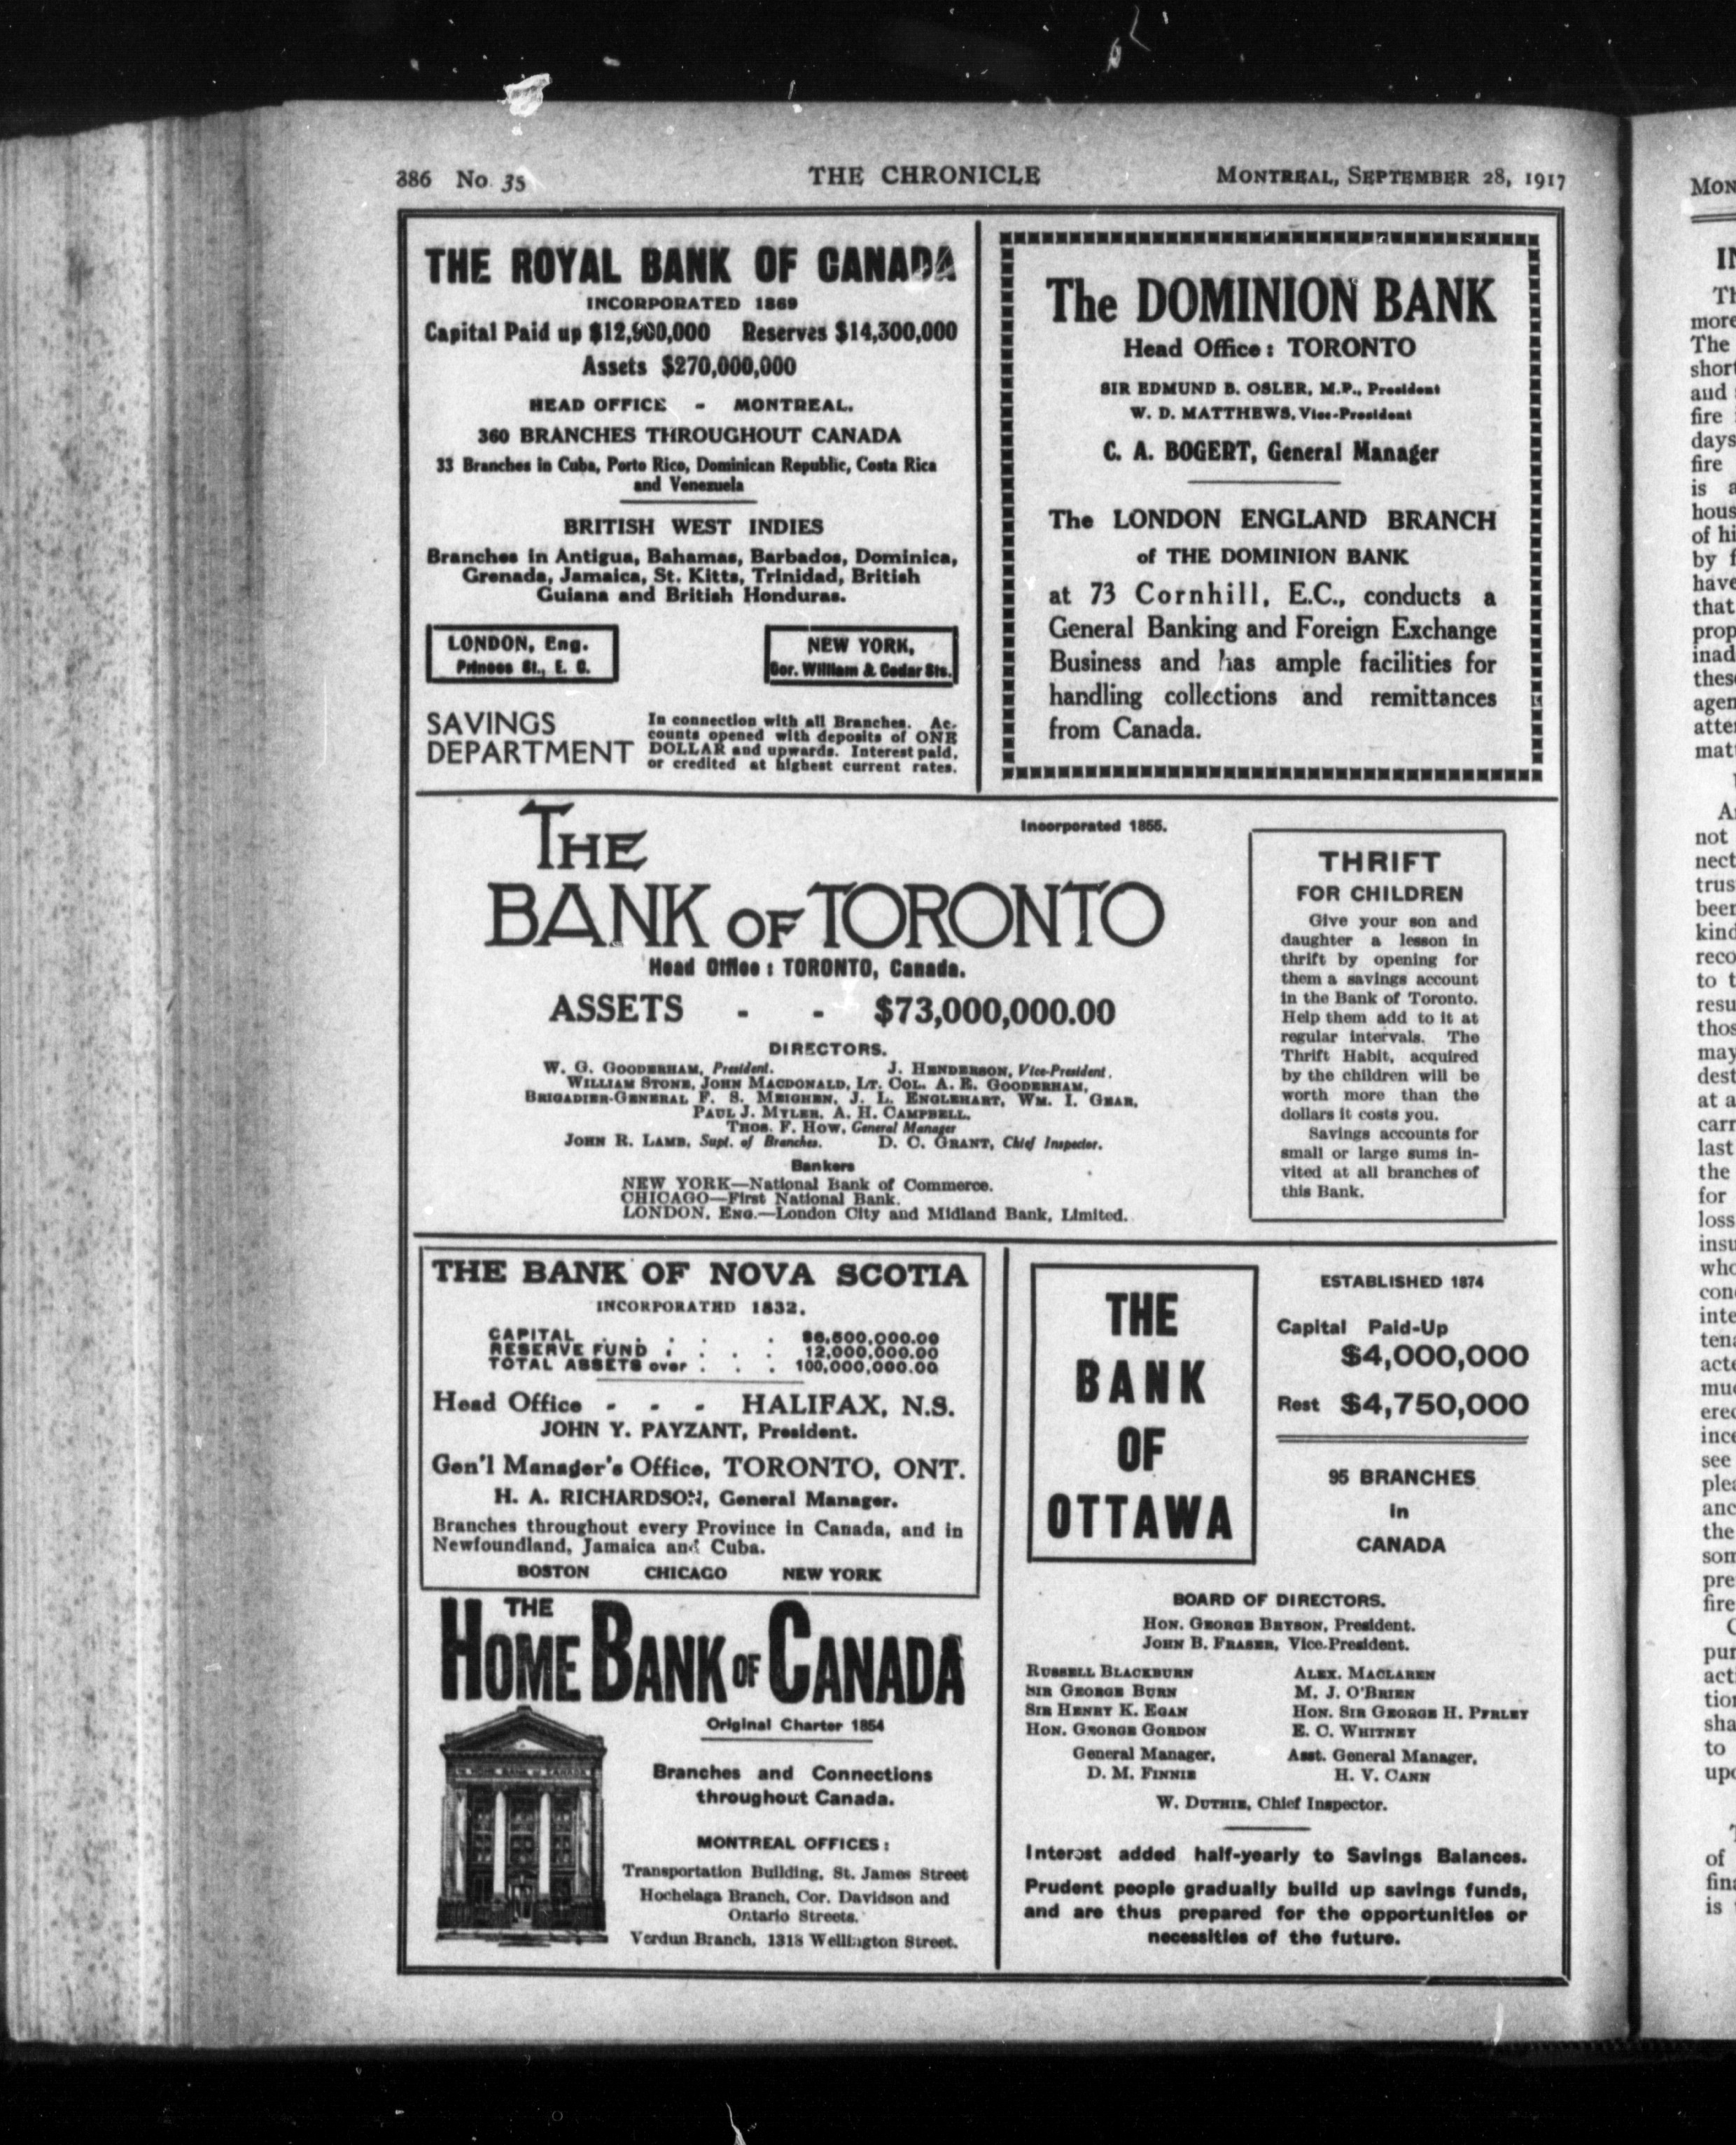 386 No. 35
THE CHRONICLE
MONTREAL, SEPTEMBER 28, 1917
THE ROYAL BANK OF CANADA
INCORPORATED 1869
Capital Paid up $12,900,000 Reserves $14,300,000
Assets $270,000,000
HEAD OFFICE - MONTREAL.
360 BRANCHES THROUGHOUT CANADA
33 Branches in Cuba, Porto Rico, Dominican Republic, Costa Rica
and Venezuela
BRITISH WEST INDIES
Branches in Antigua, Bahamas, Barbados, Dominica,
Grenada, Jamaica, St. Kitts, Trinidad, British
Guiana and British Honduras.
LONDON, Eng.
Princes St., E. C.
NEW YORK,
Cor. William & Cedar Sts.
SAVINGS
DEPARTMENT
In connection with all Branches. Ac-
counts opened with deposits of ONE
DOLLAR and upwards. Interest paid,
or credited at highest current rates.
The DOMINION BANK
Head Office: TORONTO
SIR EDMUND B. OSLER, M.P., President
W. D. MATTHEWS, Vice-President
C. A. BOGERT, General Manager
The LONDON ENGLAND BRANCH
of THE DOMINION BANK
at 73 Cornhill, E.C., conducts a
General Banking and Foreign Exchange
Business and has ample facilities for
handling collections and remittances
from Canada.
THE
BANK OF TORONTO
Incorporated 1855.
Head Office: TORONTO, Canada.
ASSETS - - $73,000,000.00
DIRECTORS.
W. G. GOODERHAM, President. J. HENDERSON, Vice-President.
WILLIAM STONE, JOHN MACDONALD, LT. COL. A. E. GOODERHAM,
BRIGADIER-GENERAL F. S. MEIGHEN, J. L. ENGLEHART, WM. I. GEAR,
PAUL J. MYLER, A. H. CAMPBELL.
THOS. F. HOW, General Manager
JOHN R. LAMB, Supt. of Branches. D. C. GRANT, Chief Inspector.
Bankers
NEW YORK—National Bank of Commerce.
CHICAGO—First National Bank.
LONDON, ENG.—London City and Midland Bank, Limited.
THRIFT
FOR CHILDREN
Give your son and
daughter a lesson in
thrift by opening for
them a savings account
in the Bank of Toronto.
Help them add to it at
regular intervals. The
Thrift Habit, acquired
by the children will be
worth more than the
dollars it costs you.
Savings accounts for
small or large sums in-
vited at all branches of
this Bank.
THE BANK OF NOVA SCOTIA
INCORPORATED 1832.
CAPITAL . . . . . $6,500,000.00
RESERVE FUND . . . . 12,000,000.00
TOTAL ASSETS over . . . 100,000,000.00
Head Office - - - HALIFAX, N.S.
JOHN Y. PAYZANT, President.
Gen'l Manager's Office, TORONTO, ONT.
H. A. RICHARDSON, General Manager.
Branches throughout every Province in Canada, and in
Newfoundland, Jamaica and Cuba.
BOSTON CHICAGO NEW YORK
THE
HOME BANK OF CANADA
Original Charter 1854
Branches and Connections
throughout Canada.
MONTREAL OFFICES:
Transportation Building, St. James Street
Hochelaga Branch, Cor. Davidson and
Ontario Streets.
Verdun Branch, 1318 Wellington Street.
THE
BANK
OF
OTTAWA
ESTABLISHED 1874
Capital Paid-Up
$4,000,000
Rest $4,750,000
95 BRANCHES
in
CANADA
BOARD OF DIRECTORS.
HON. GEORGE BRYSON, President.
JOHN B. FRASER, Vice-President.
RUSSELL BLACKBURN ALEX. MACLAREN
SIR GEORGE BURN M. J. O'BRIEN
SIR HENRY K. EGAN HON. SIR GEORGE H. PERLEY
HON. GEORGE GORDON E. C. WHITNEY
General Manager, Asst. General Manager,
D. M. FINNIE H. V. CANN
W. DUTHIE, Chief Inspector.
Interest added half-yearly to Savings Balances.
Prudent people gradually build up savings funds,
and are thus prepared for the opportunities or
necessities of the future.